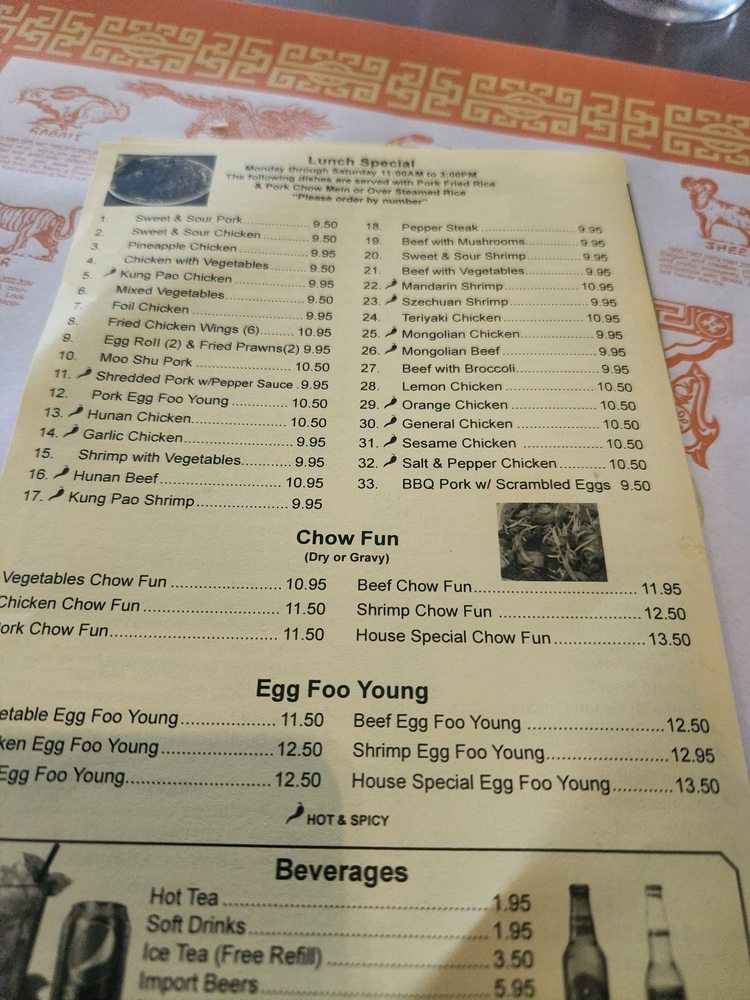 RABBIT
SHEEP
Lunch Special
Monday through Saturday 11:00AM to 3:00PM
The following dishes are served with Pork Fried Rice
& Pork Chow Mein or Over Steamed Rice
"Please order by number"
1. Sweet & Sour Pork 9.50
2. Sweet & Sour Chicken 9.50
3. Pineapple Chicken 9.95
4. Chicken with Vegetables 9.50
5. Kung Pao Chicken 9.95
6. Mixed Vegetables 9.50
7. Foil Chicken 9.95
8. Fried Chicken Wings (6) 10.95
9. Egg Roll (2) & Fried Prawns(2) 9.95
10. Moo Shu Pork 10.50
11. Shredded Pork w/Pepper Sauce 9.95
12. Pork Egg Foo Young 10.50
13. Hunan Chicken 10.50
14. Garlic Chicken 9.95
15. Shrimp with Vegetables 9.95
16. Hunan Beef 10.95
17. Kung Pao Shrimp 9.95
18. Pepper Steak 9.95
19. Beef with Mushrooms 9.95
20. Sweet & Sour Shrimp 9.95
21. Beef with Vegetables 9.95
22. Mandarin Shrimp 10.95
23. Szechuan Shrimp 9.95
24. Teriyaki Chicken 10.95
25. Mongolian Chicken 9.95
26. Mongolian Beef 9.95
27. Beef with Broccoli 9.95
28. Lemon Chicken 10.50
29. Orange Chicken 10.50
30. General Chicken 10.50
31. Sesame Chicken 10.50
32. Salt & Pepper Chicken 10.50
33. BBQ Pork w/ Scrambled Eggs 9.50
Chow Fun
(Dry or Gravy)
Vegetables Chow Fun 10.95
Chicken Chow Fun 11.50
ork Chow Fun 11.50
Beef Chow Fun 11.95
Shrimp Chow Fun 12.50
House Special Chow Fun 13.50
Egg Foo Young
etable Egg Foo Young 11.50
ken Egg Foo Young 12.50
Egg Foo Young 12.50
Beef Egg Foo Young 12.50
Shrimp Egg Foo Young 12.95
House Special Egg Foo Young 13.50
HOT & SPICY
Beverages
Hot Tea 1.95
Soft Drinks 1.95
Ice Tea (Free Refill) 3.50
Import Beers 5.95